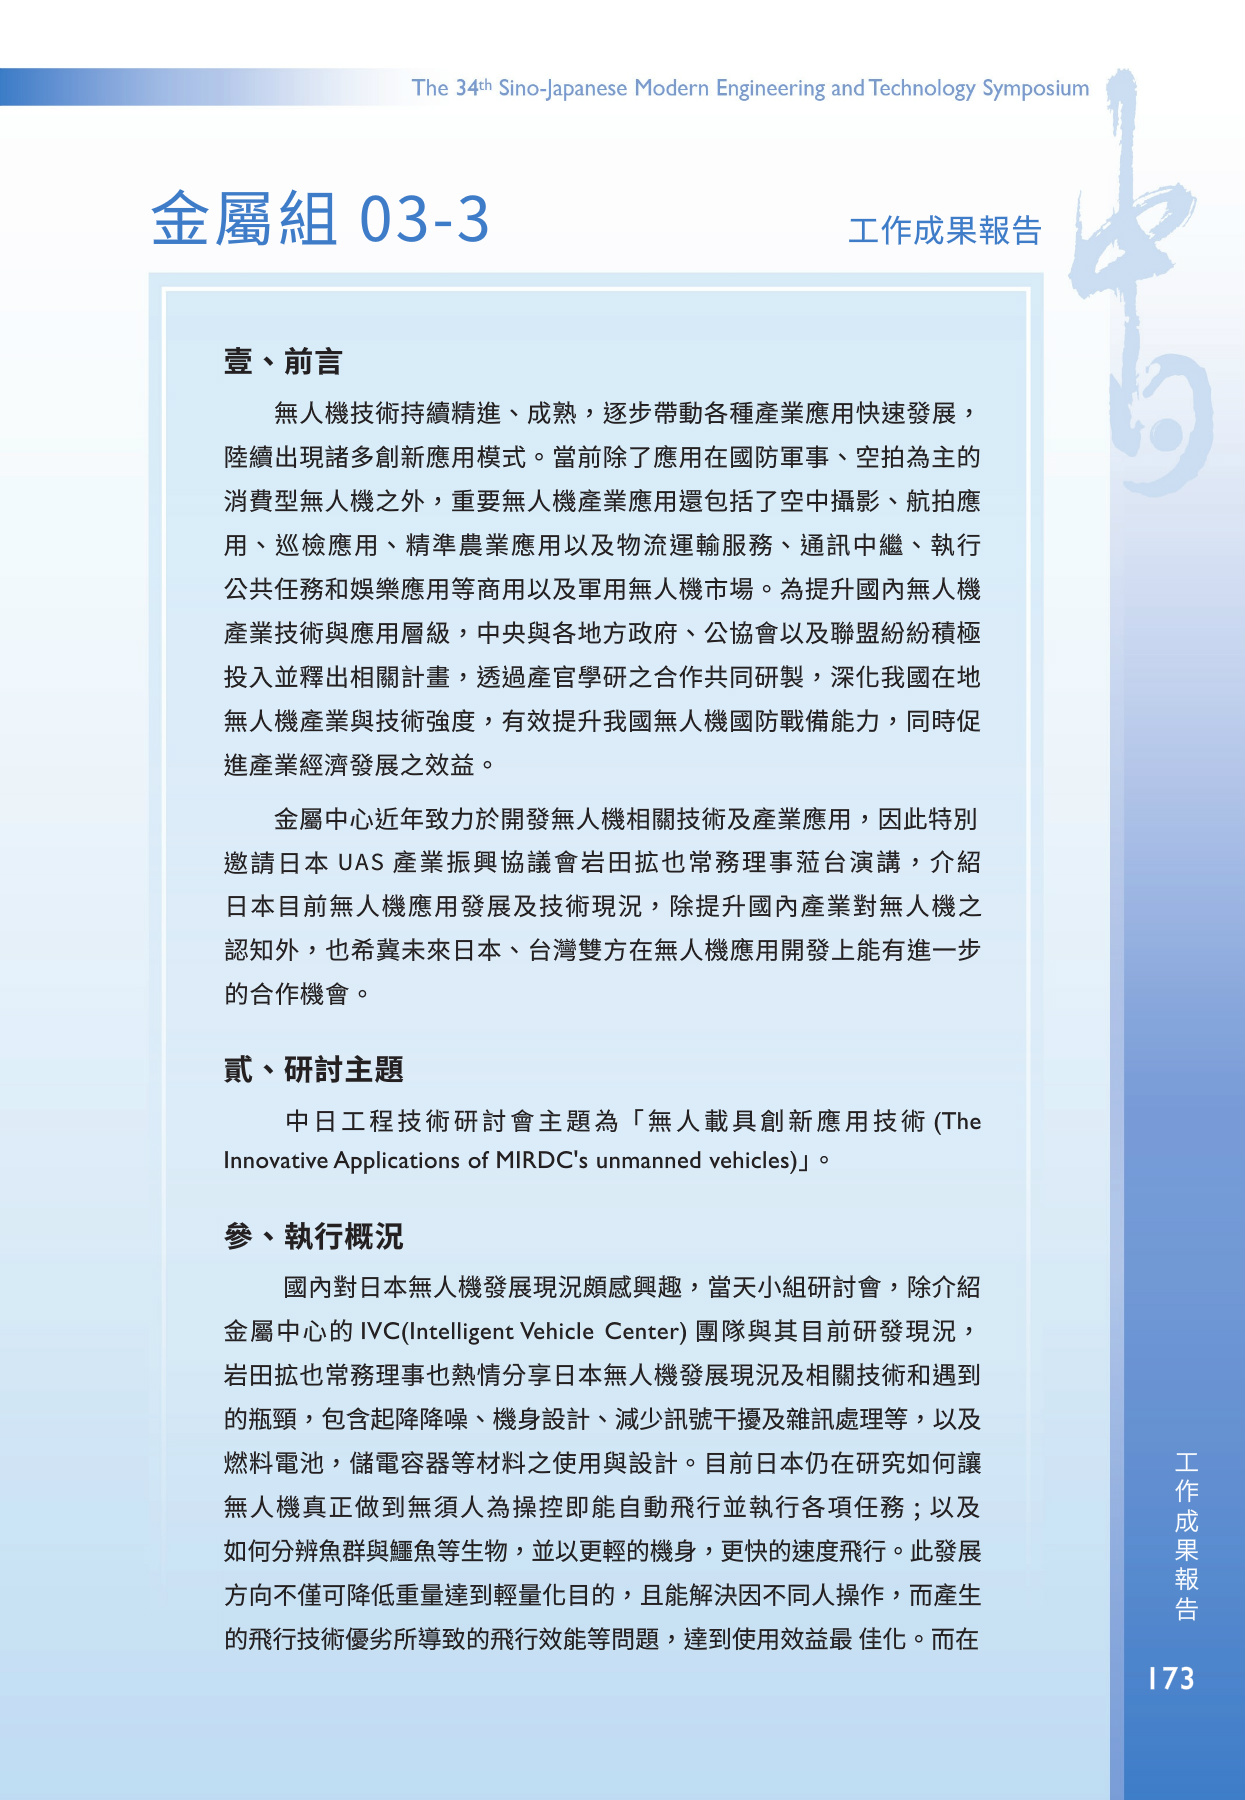 The 34th Sino-Japanese Modern Engineering and Technology Symposium
金屬組 03-3
工作成果報告
壹、前言
無人機技術持續精進、成熟，逐步帶動各種產業應用快速發展，
陸續出現諸多創新應用模式。當前除了應用在國防軍事、空拍為主的
消費型無人機之外，重要無人機產業應用還包括了空中攝影、航拍應
用、巡檢應用、精準農業應用以及物流運輸服務、通訊中繼、執行
公共任務和娛樂應用等商用以及軍用無人機市場。為提升國內無人機
產業技術與應用層級，中央與各地方政府、公協會以及聯盟紛紛積極
投入並釋出相關計畫，透過產官學研之合作共同研製，深化我國在地
無人機產業與技術強度，有效提升我國無人機國防戰備能力，同時促
進產業經濟發展之效益。
金屬中心近年致力於開發無人機相關技術及產業應用，因此特別
邀請日本 UAS 產業振興協議會岩田拡也常務理事蒞台演講，介紹
日本目前無人機應用發展及技術現況，除提升國內產業對無人機之
認知外，也希冀未來日本、台灣雙方在無人機應用開發上能有進一步
的合作機會。
貳、研討主題
中日工程技術研討會主題為「無人載具創新應用技術 (The
Innovative Applications of MIRDC's unmanned vehicles)」。
參、執行概況
國內對日本無人機發展現況頗感興趣，當天小組研討會，除介紹
金屬中心的 IVC(Intelligent Vehicle Center) 團隊與其目前研發現況，
岩田拡也常務理事也熱情分享日本無人機發展現況及相關技術和遇到
的瓶頸，包含起降降噪、機身設計、減少訊號干擾及雜訊處理等，以及
燃料電池，儲電容器等材料之使用與設計。目前日本仍在研究如何讓
無人機真正做到無須人為操控即能自動飛行並執行各項任務；以及
如何分辨魚群與鱷魚等生物，並以更輕的機身，更快的速度飛行。此發展
方向不僅可降低重量達到輕量化目的，且能解決因不同人操作，而產生
的飛行技術優劣所導致的飛行效能等問題，達到使用效益最 佳化。而在
工作成果報告
173